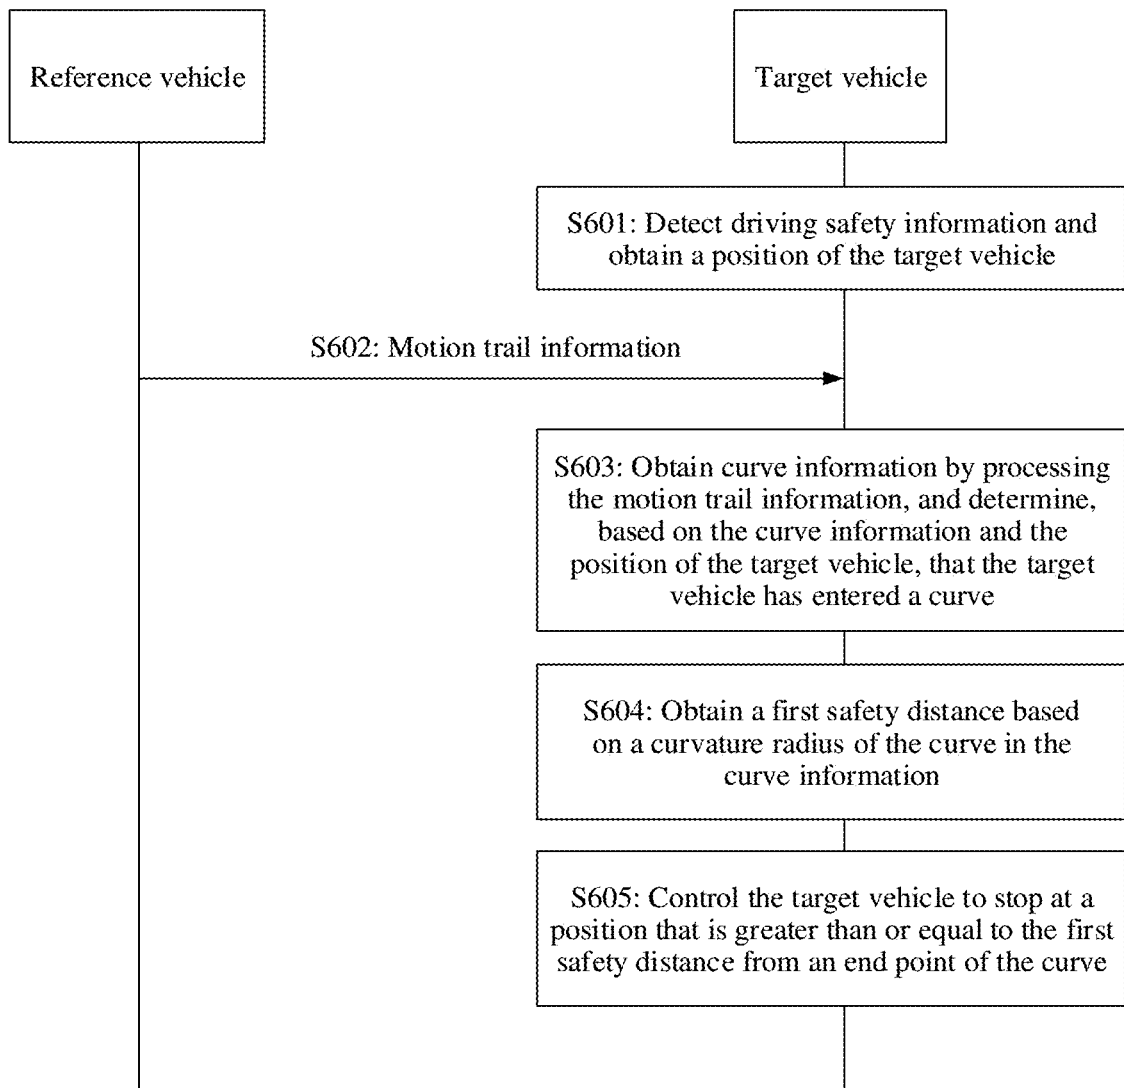 Reference vehicle
Target vehicle
S601: Detect driving safety information and
obtain a position of the target vehicle
S602: Motion trail information
S603: Obtain curve information by processing
the motion trail information, and determine,
based on the curve information and the
position of the target vehicle, that the target
vehicle has entered a curve
S604: Obtain a first safety distance based
on a curvature radius of the curve in the
curve information
S605: Control the target vehicle to stop at a
position that is greater than or equal to the first
safety distance from an end point of the curve